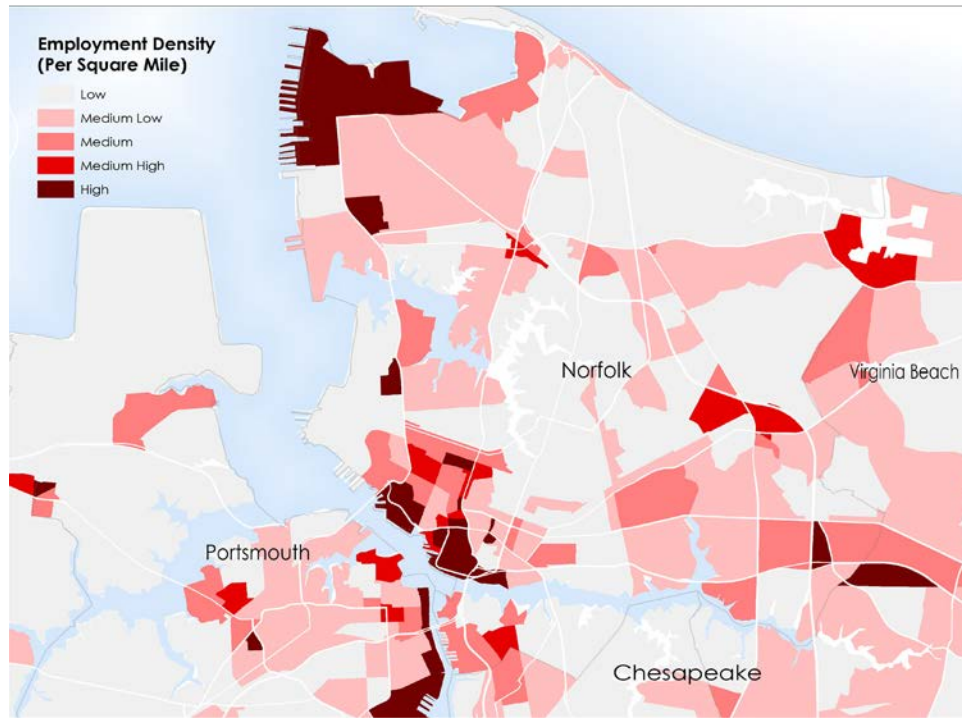 Employment Density
(Per Square Mile)
Low
Medium Low
Medium
Medium High
High
Norfolk
Virginia Beach
Portsmouth
Chesapeake